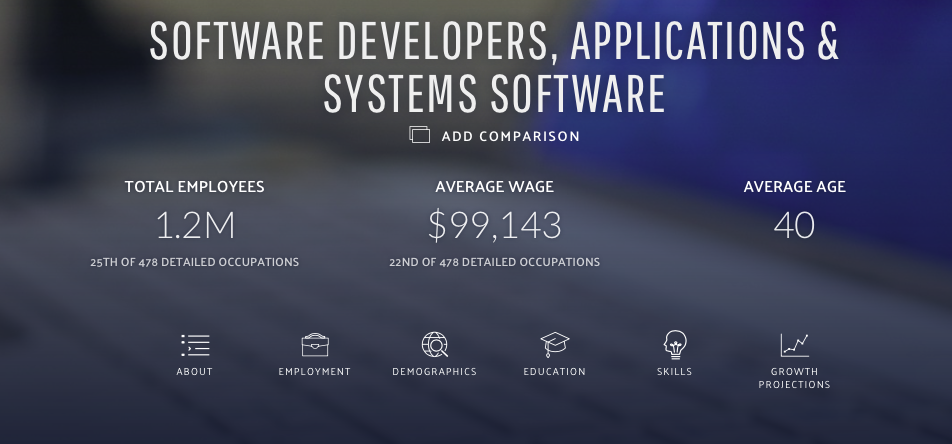 SOFTWARE DEVELOPERS, APPLICATIONS &
SYSTEMS SOFTWARE
ADD COMPARISON
TOTAL EMPLOYEES
1.2M
25TH OF 478 DETAILED OCCUPATIONS
AVERAGE WAGE
$99,143
22ND OF 478 DETAILED OCCUPATIONS
AVERAGE AGE
40
ABOUT
EMPLOYMENT
DEMOGRAPHICS
EDUCATION
SKILLS
GROWTH
PROJECTIONS